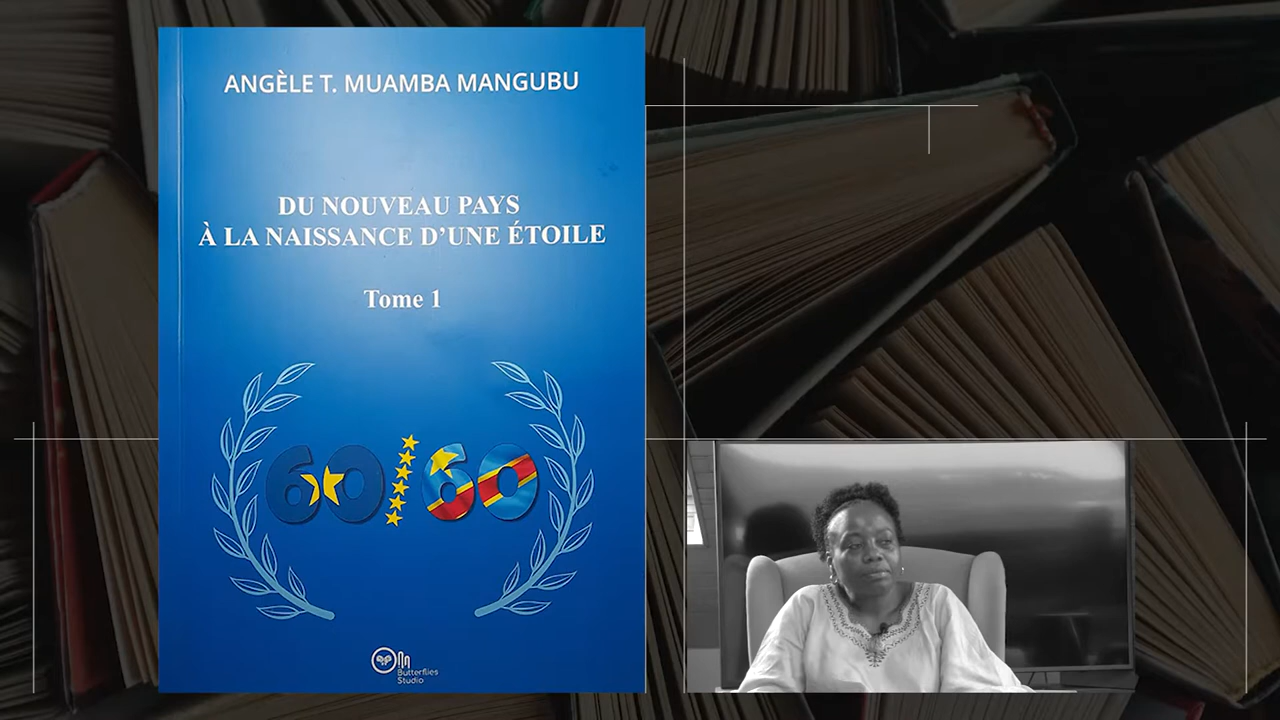 ANGÈLE T. MUAMBA MANGUBU
DU NOUVEAU PAYS
À LA NAISSANCE D'UNE ÉTOILE
Tome 1
60/60
Butterflies
Studio